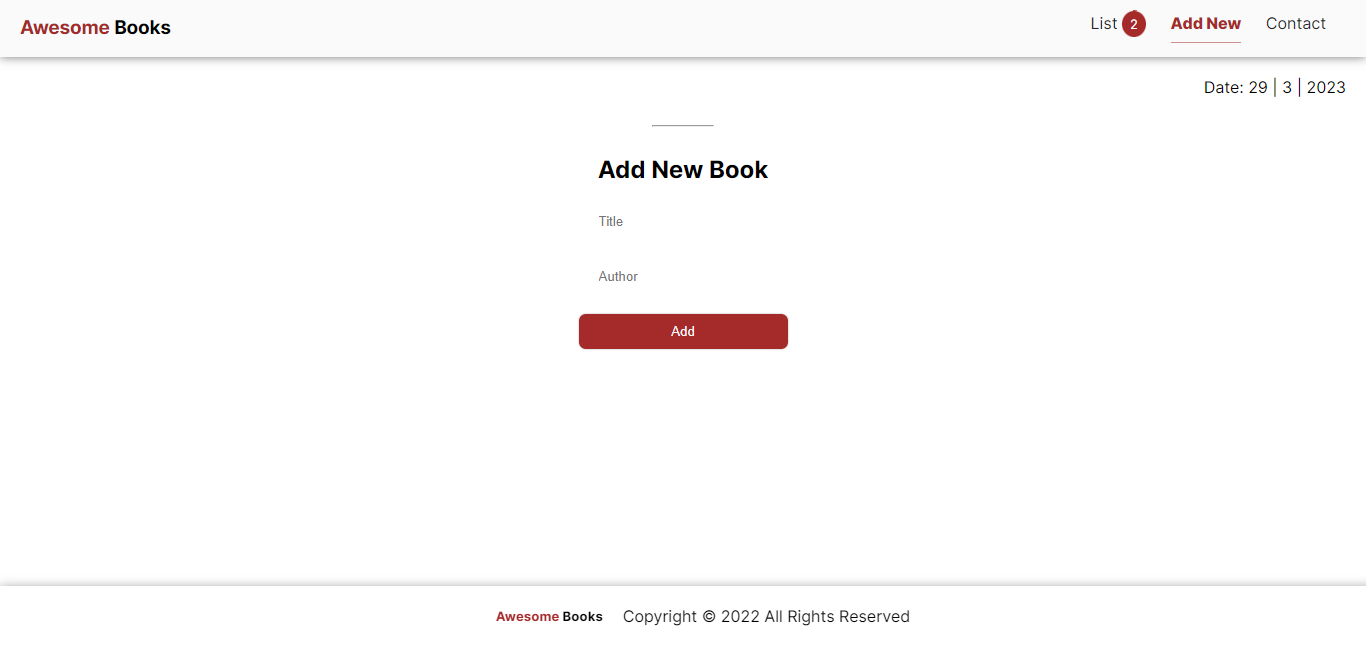 Awesome Books
List 2 Add New Contact
Date: 29 | 3 | 2023
Add New Book
Title
Author
Add
Awesome Books Copyright © 2022 All Rights Reserved